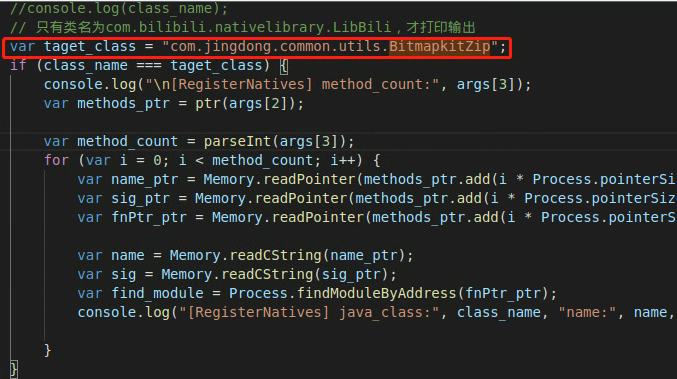 //console.log(class_name);
// 只有类名为com.bilibili.nativelibrary.LibBili，才打印输出
var taget_class = "com.jingdong.common.utils.BitmapkitZip";
if (class_name === taget_class) {
console.log("\n[RegisterNatives] method_count:", args[3]);
var methods_ptr = ptr(args[2]);
var method_count = parseInt(args[3]);
for (var i = 0; i < method_count; i++) {
var name_ptr = Memory.readPointer(methods_ptr.add(i * Process.pointerSiz
var sig_ptr = Memory.readPointer(methods_ptr.add(i * Process.pointerSize
var fnPtr_ptr = Memory.readPointer(methods_ptr.add(i * Process.pointerSi
var name = Memory.readCString(name_ptr);
var sig = Memory.readCString(sig_ptr);
var find_module = Process.findModuleByAddress(fnPtr_ptr);
console.log("[RegisterNatives] java_class:", class_name, "name:", name,
}
}